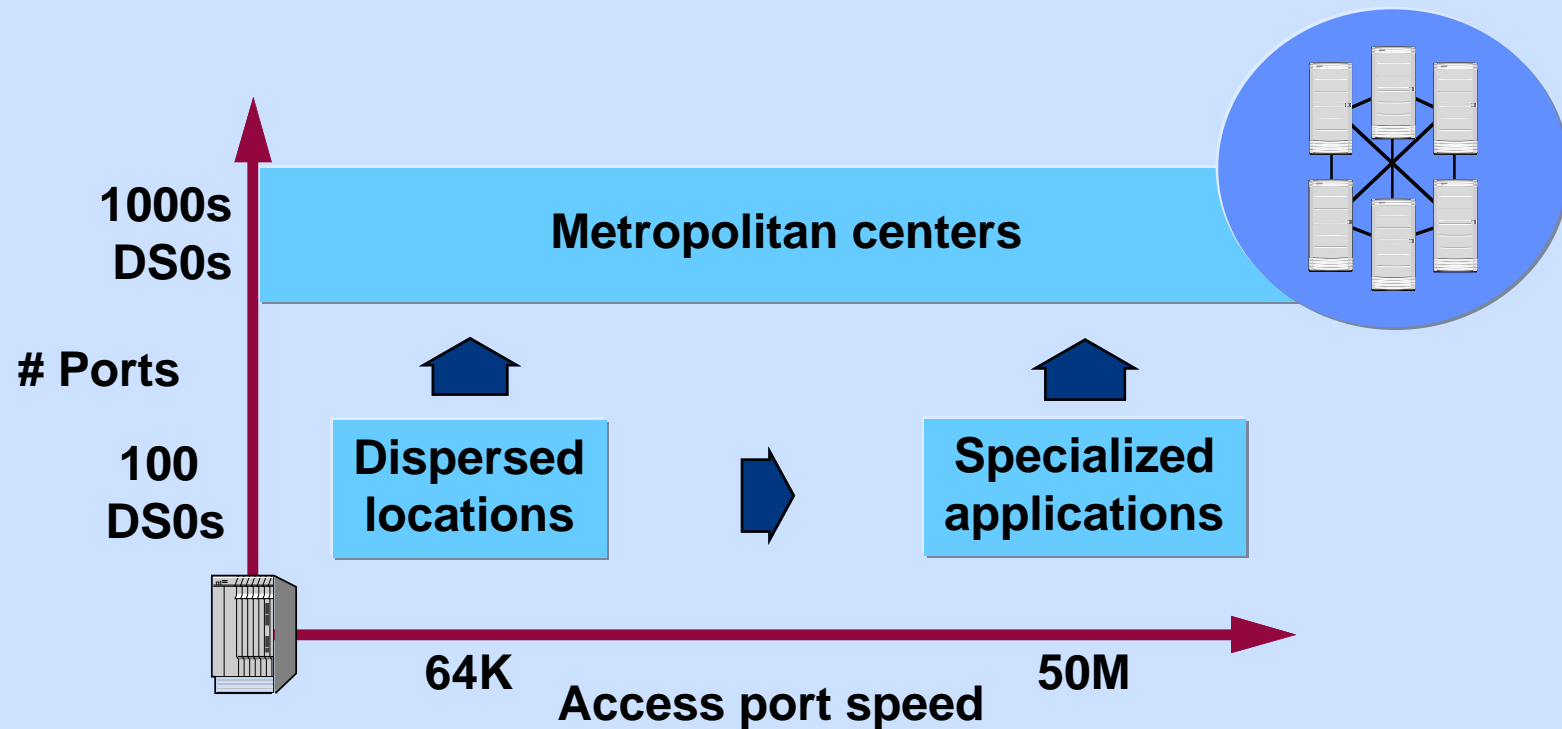 1000s
DS0s
Metropolitan centers
# Ports
100
DS0s
Dispersed
locations
Specialized
applications
64K
50M
Access port speed